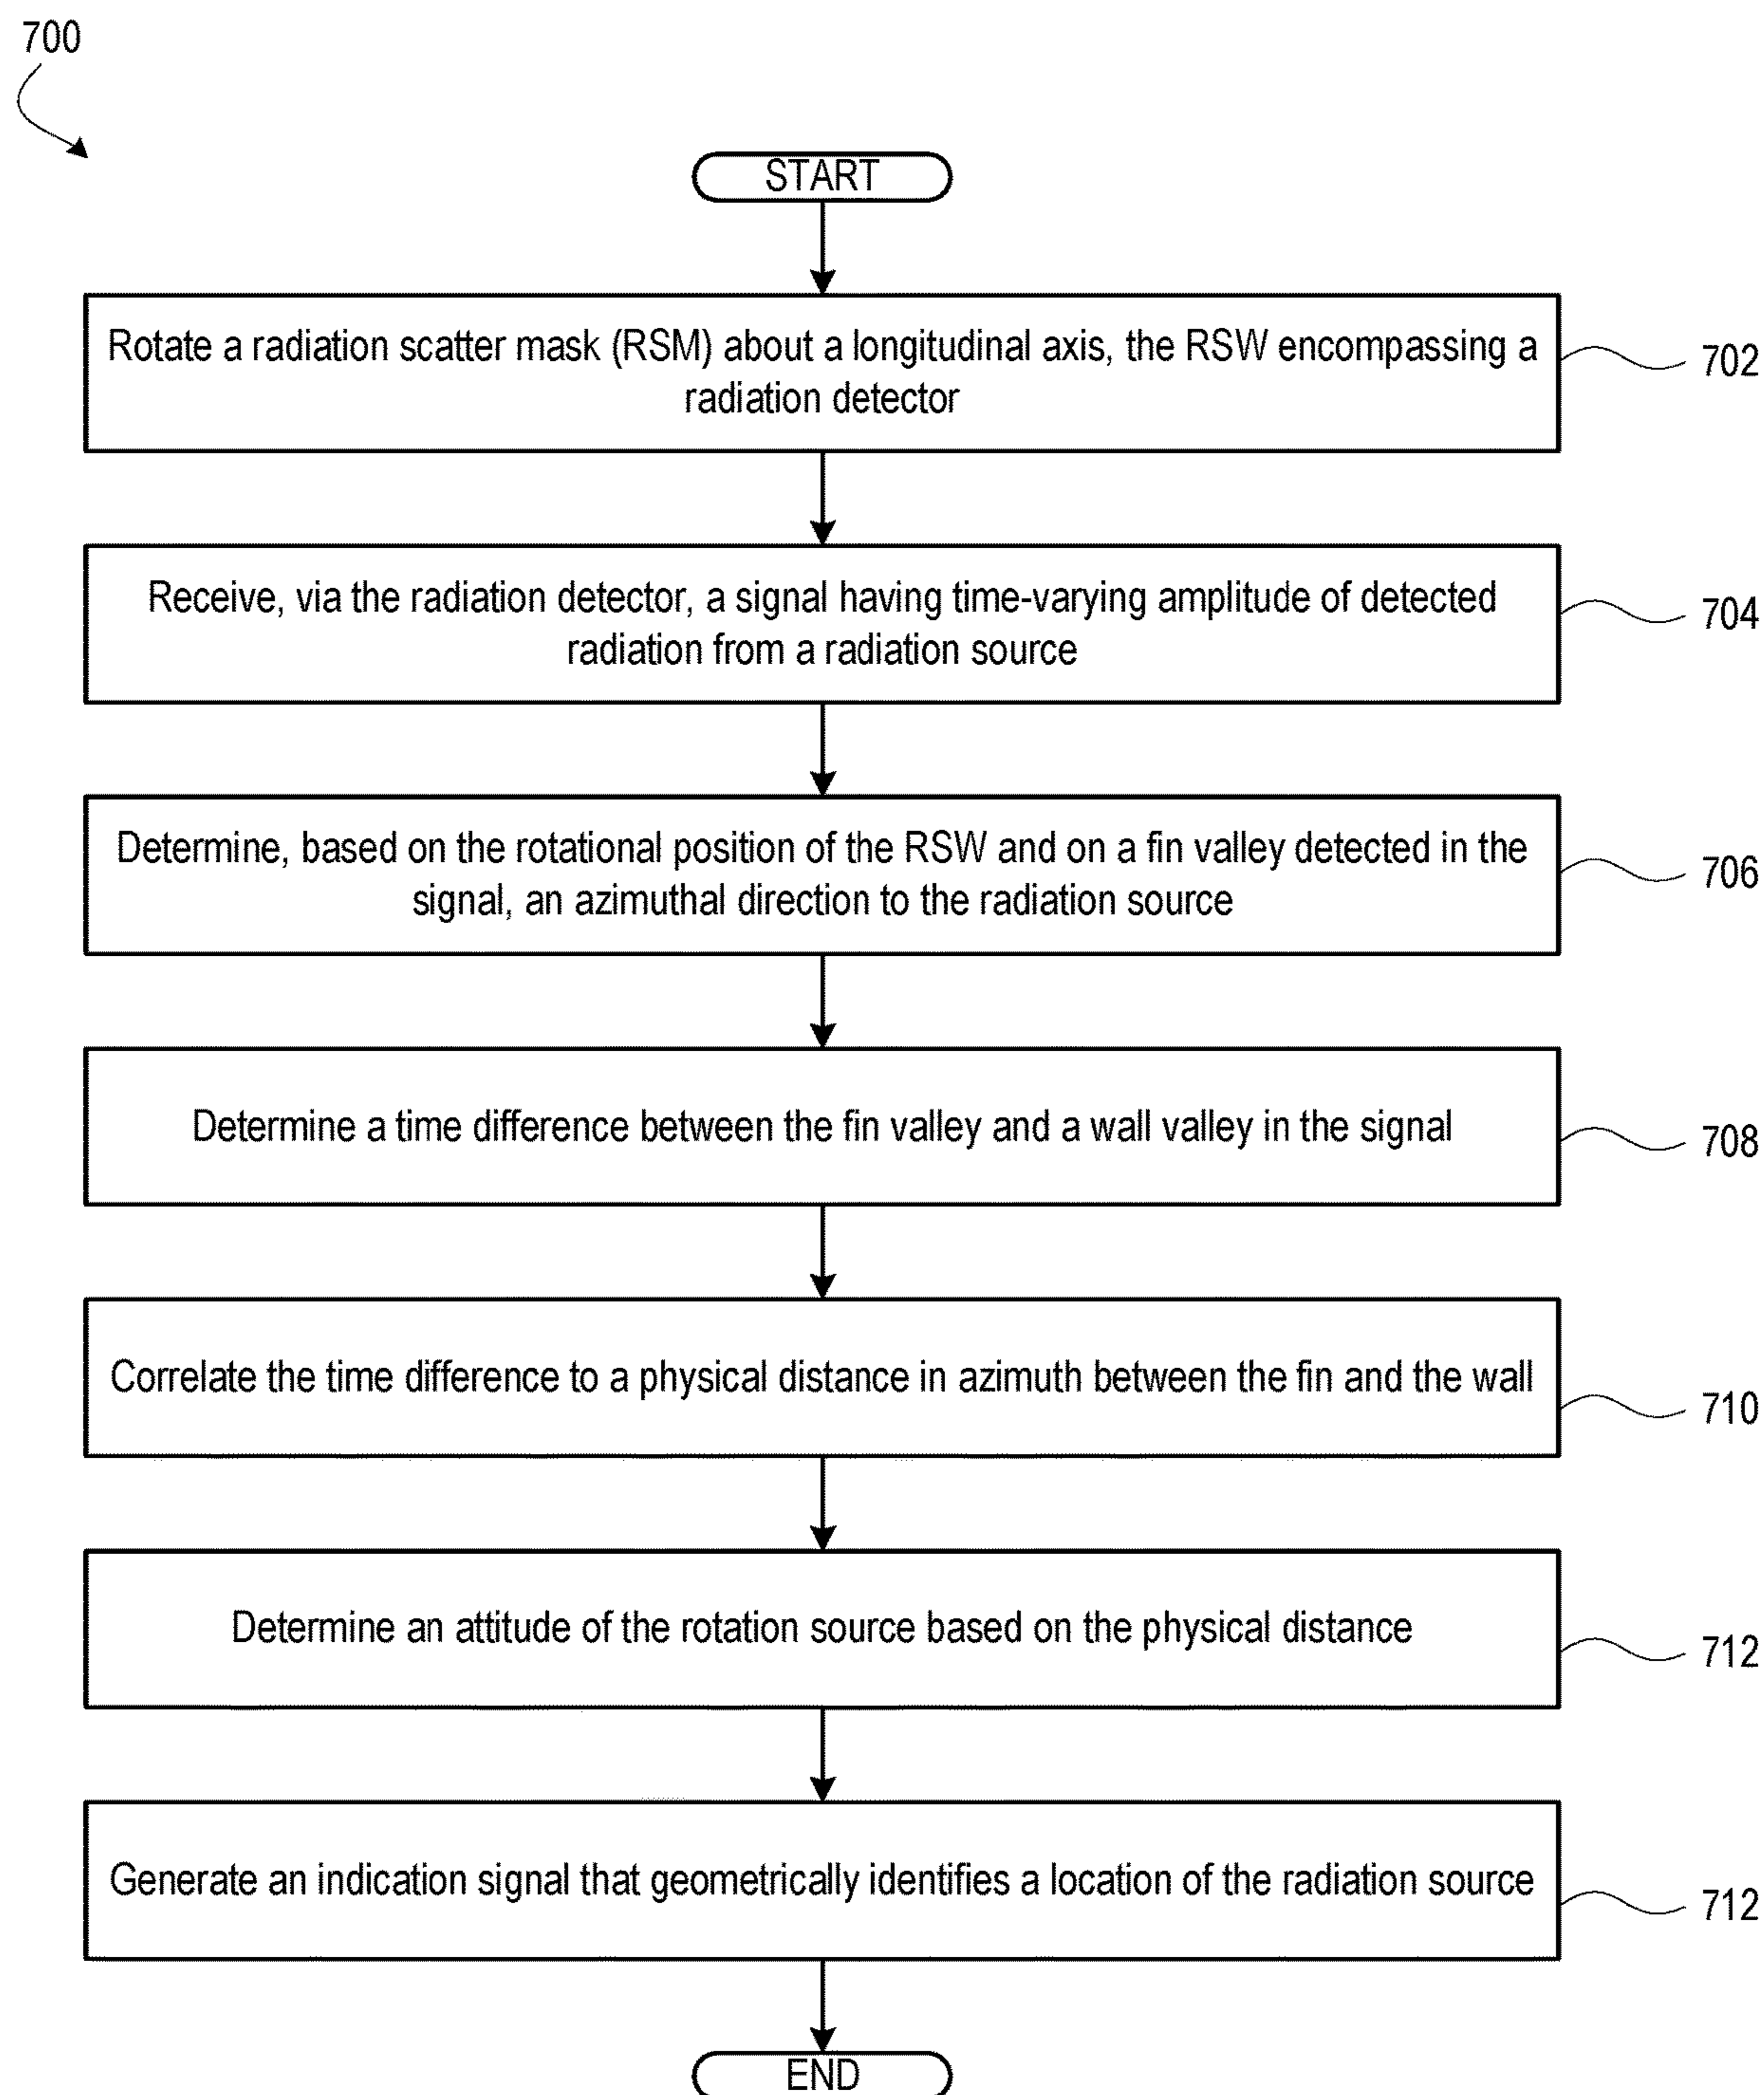 700
START
Rotate a radiation scatter mask (RSM) about a longitudinal axis, the RSW encompassing a
radiation detector
702
Receive, via the radiation detector, a signal having time-varying amplitude of detected
radiation from a radiation source
704
Determine, based on the rotational position of the RSW and on a fin valley detected in the
signal, an azimuthal direction to the radiation source
706
Determine a time difference between the fin valley and a wall valley in the signal
708
Correlate the time difference to a physical distance in azimuth between the fin and the wall
710
Determine an attitude of the rotation source based on the physical distance
712
Generate an indication signal that geometrically identifies a location of the radiation source
712
END